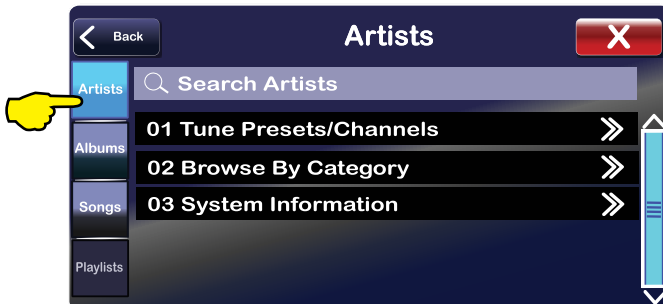 Back
Artists
X
Artists
Search Artists
01 Tune Presets/Channels
Albums
02 Browse By Category
Songs
03 System Information
Playlists